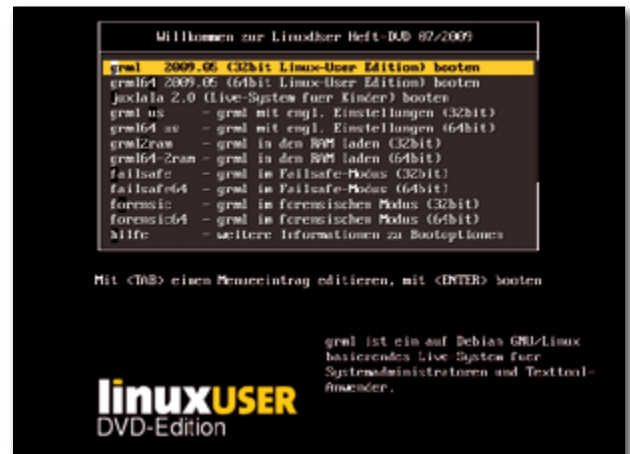 Willkommen zur LinuxUser Heft-DVD 07/2009
grml 2009.05 (32bit Linux-User Edition) booten
grml64 2009.05 (64bit Linux-User Edition) booten
juxlala 2.0 (Live-System fuer Kinder) booten
grml us - grml mit engl. Einstellungen (32bit)
grml64 us - grml mit engl. Einstellungen (64bit)
grml2ram - grml in den RAM laden (32bit)
grml64-2ram - grml in den RAM laden (64bit)
failsafe - grml im Failsafe-Modus (32bit)
failsafe64 - grml im Failsafe-Modus (64bit)
forensic - grml im forensischen Modus (32bit)
forensic64 - grml im forensischen Modus (64bit)
hilfe - weitere Informationen zu Bootoptionen
Mit <TAB> einen Menueeintrag editieren, mit <ENTER> booten
grml ist ein auf Debian GNU/Linux
basierendes Live-System fuer
Systemadministratoren und Texttool-
Anwender.
linuxUSER
DVD-Edition